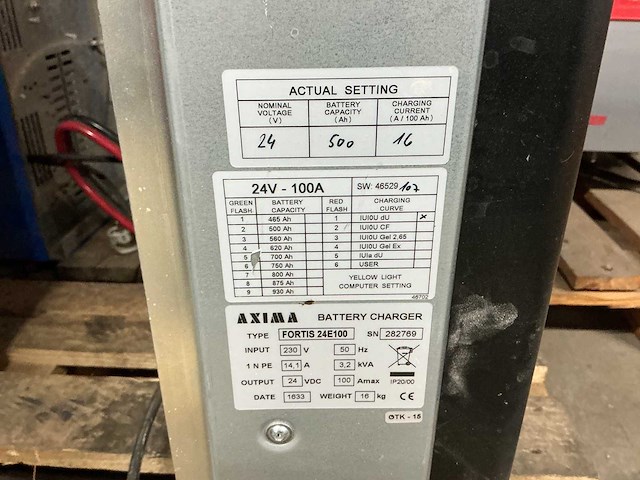 ACTUAL SETTING
NOMINAL VOLTAGE (V) BATTERY CAPACITY (Ah) CHARGING CURRENT (A / 100 Ah)
24 500 16
24V - 100A SW: 46529 107
GREEN FLASH BATTERY CAPACITY RED FLASH CHARGING CURVE
1 465 Ah 1 IUI0U dU x
2 500 Ah 2 IUI0U CF
3 560 Ah 3 IUI0U Gel 2,65
4 620 Ah 4 IUI0U Gel Ex
5 700 Ah 5 IUIa dU
6 750 Ah 6 USER
7 800 Ah YELLOW LIGHT
8 875 Ah COMPUTER SETTING
9 930 Ah
46702
AXIMA BATTERY CHARGER
TYPE FORTIS 24E100 SN 282769
INPUT 230 V 50 Hz
1 N PE 14,1 A 3,2 kVA
OUTPUT 24 VDC 100 Amax IP20/00
DATE 1633 WEIGHT 16 kg CE
OTK - 15